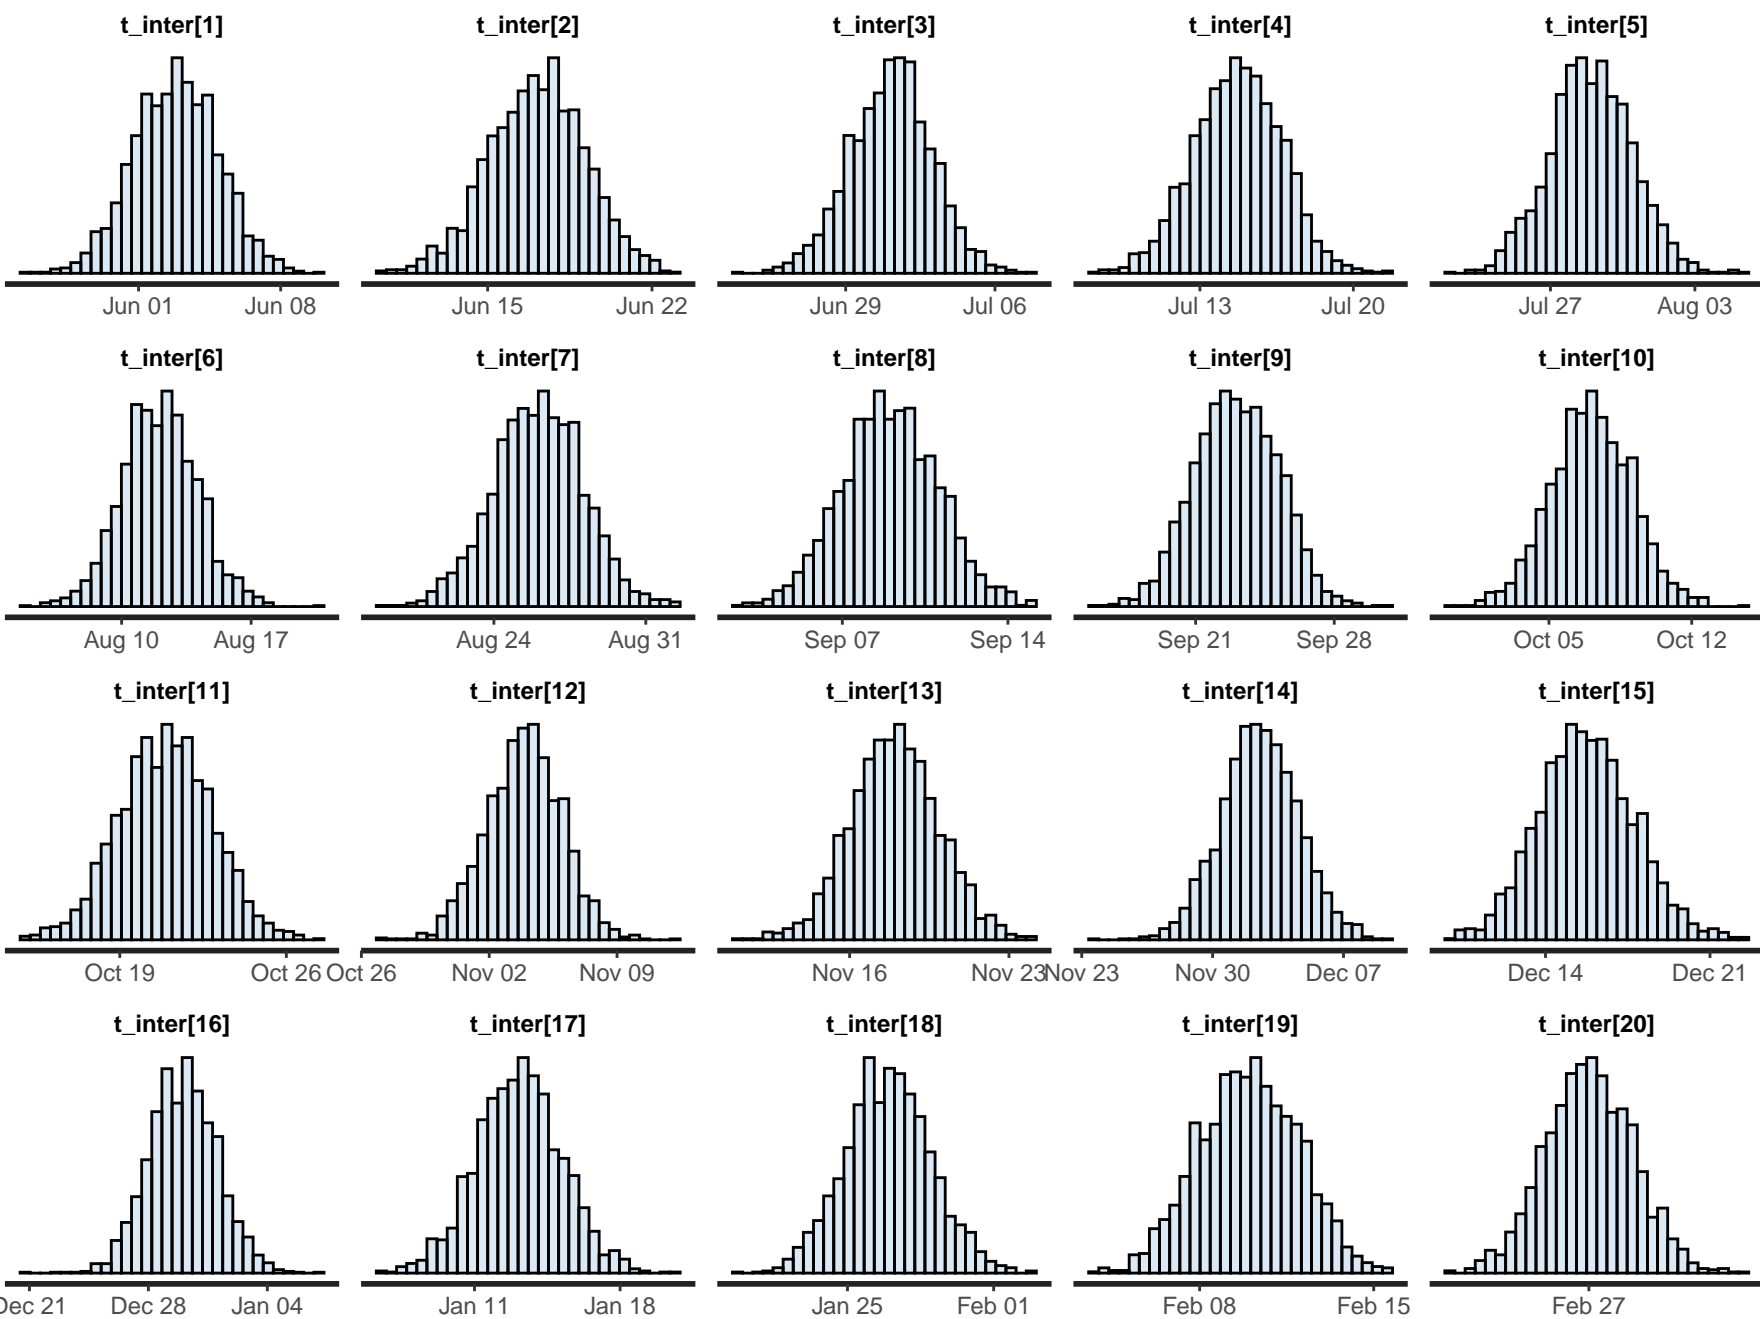 t_inter[1] t_inter[2] t_inter[3] t_inter[4] t_inter[5]
Jun 01 Jun 08 Jun 15 Jun 22 Jun 29 Jul 06 Jul 13 Jul 20 Jul 27 Aug 03
t_inter[6] t_inter[7] t_inter[8] t_inter[9] t_inter[10]
Aug 10 Aug 17 Aug 24 Aug 31 Sep 07 Sep 14 Sep 21 Sep 28 Oct 05 Oct 12
t_inter[11] t_inter[12] t_inter[13] t_inter[14] t_inter[15]
Oct 19 Oct 26 Oct 26 Nov 02 Nov 09 Nov 16 Nov 23 Nov 23 Nov 30 Dec 07 Dec 14 Dec 21
t_inter[16] t_inter[17] t_inter[18] t_inter[19] t_inter[20]
Dec 21 Dec 28 Jan 04 Jan 11 Jan 18 Jan 25 Feb 01 Feb 08 Feb 15 Feb 27